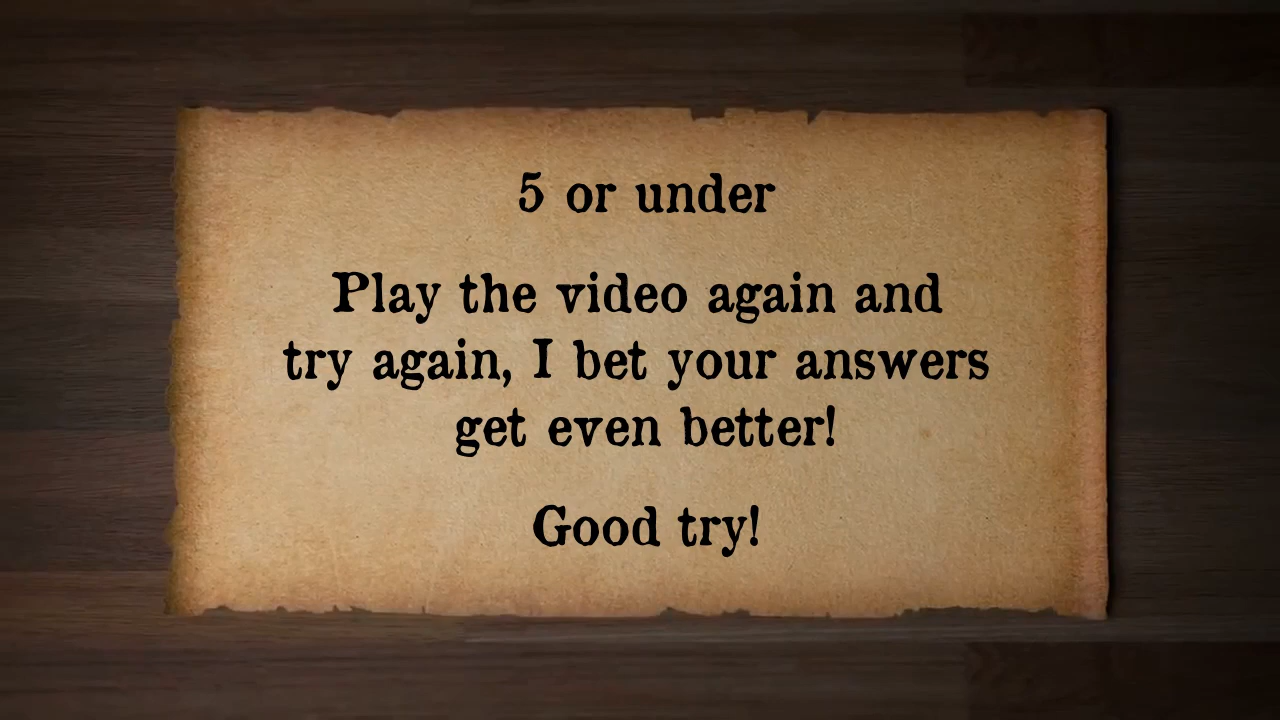 5 or under
Play the video again and
try again, I bet your answers
get even better!
Good try!